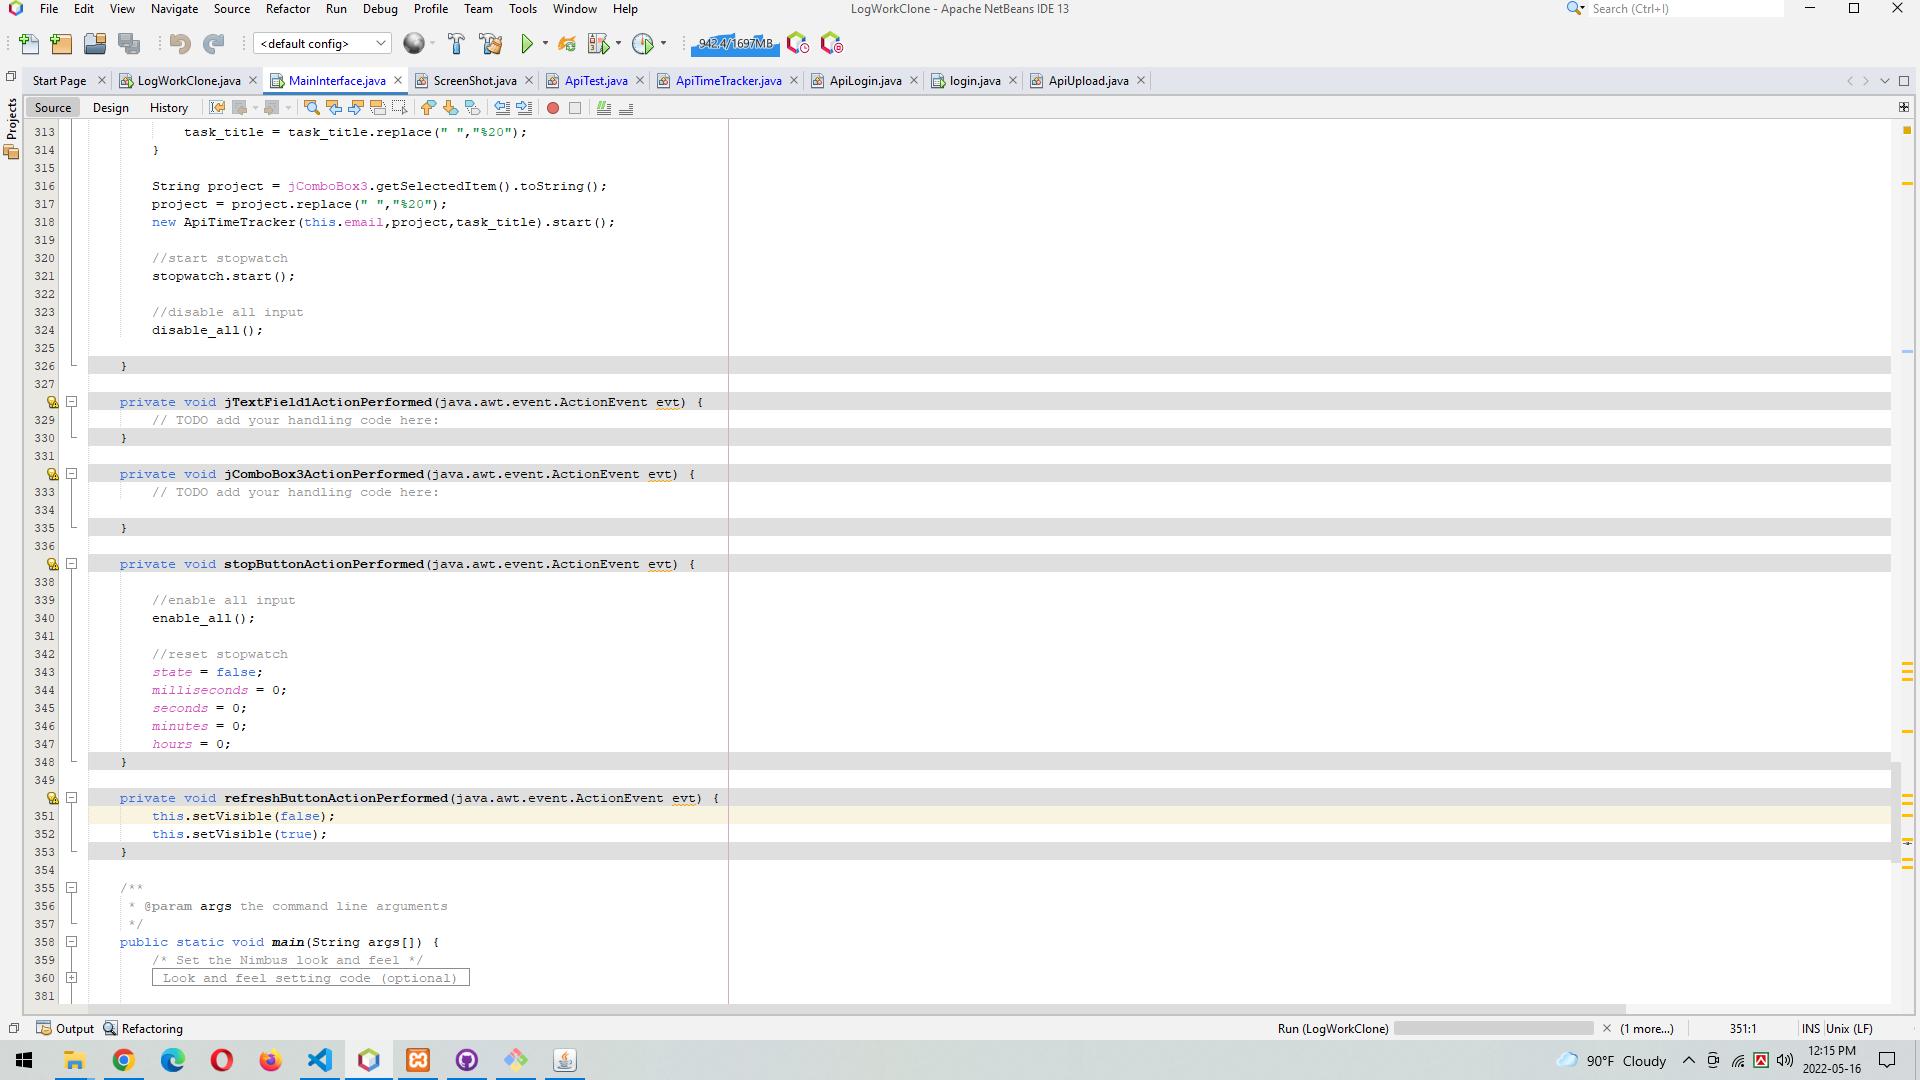 File Edit View Navigate Source Refactor Run Debug Profile Team Tools Window Help
LogWorkClone - Apache NetBeans IDE 13
Search (Ctrl+I)
<default config>
942.4/1697MB
Start Page
LogWorkClone.java
MainInterface.java
ScreenShot.java
ApiTest.java
ApiTimeTracker.java
ApiLogin.java
login.java
ApiUpload.java
Source Design History
Projects
313 task_title = task_title.replace(" ","%20");
314 }
315
316 String project = jComboBox3.getSelectedItem().toString();
317 project = project.replace(" ","%20");
318 new ApiTimeTracker(this.email,project,task_title).start();
319
320 //start stopwatch
321 stopwatch.start();
322
323 //disable all input
324 disable_all();
325
326 }
327
private void jTextField1ActionPerformed(java.awt.event.ActionEvent evt) {
329 // TODO add your handling code here:
330 }
331
private void jComboBox3ActionPerformed(java.awt.event.ActionEvent evt) {
333 // TODO add your handling code here:
334
335 }
336
private void stopButtonActionPerformed(java.awt.event.ActionEvent evt) {
338
339 //enable all input
340 enable_all();
341
342 //reset stopwatch
343 state = false;
344 milliseconds = 0;
345 seconds = 0;
346 minutes = 0;
347 hours = 0;
348 }
349
private void refreshButtonActionPerformed(java.awt.event.ActionEvent evt) {
351 this.setVisible(false);
352 this.setVisible(true);
353 }
354
355 /**
356 * @param args the command line arguments
357 */
358 public static void main(String args[]) {
359 /* Set the Nimbus look and feel */
360 Look and feel setting code (optional)
381
Output Refactoring
Run (LogWorkClone)
(1 more...)
351:1
INS Unix (LF)
90°F Cloudy
12:15 PM
2022-05-16